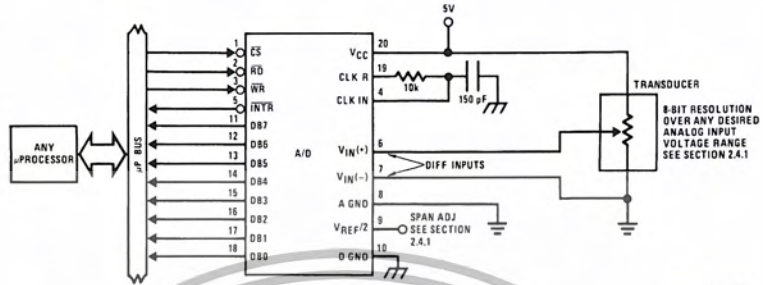 5V
1 CS
2 RD
3 WR
5 INTR
11 DB7
12 DB6
13 DB5
14 DB4
15 DB3
16 DB2
17 DB1
18 DB0
ANY
µPROCESSOR
µP BUS
A/D
VCC 20
CLK R 19
CLK IN 4
10k
150 pF
VIN(+) 6
VIN(–) 7
DIFF INPUTS
A GND 8
VREF/2 9
SPAN ADJ
SEE SECTION
2.4.1
D GND 10
TRANSDUCER
8-BIT RESOLUTION
OVER ANY DESIRED
ANALOG INPUT
VOLTAGE RANGE
SEE SECTION 2.4.1